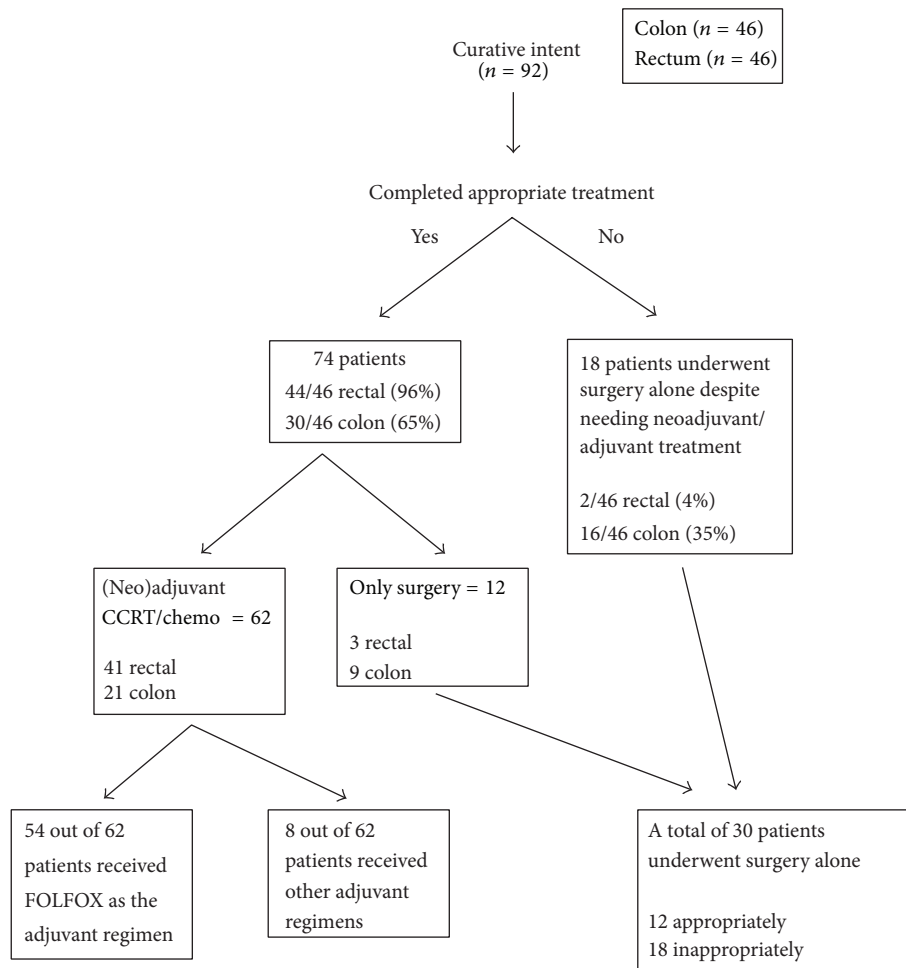 Curative intent
(n = 92)
Colon (n = 46)
Rectum (n = 46)
Completed appropriate treatment
Yes
No
74 patients
44/46 rectal (96%)
30/46 colon (65%)
18 patients underwent
surgery alone despite
needing neoadjuvant/
adjuvant treatment
2/46 rectal (4%)
16/46 colon (35%)
(Neo)adjuvant
CCRT/chemo = 62
41 rectal
21 colon
Only surgery = 12
3 rectal
9 colon
54 out of 62
patients received
FOLFOX as the
adjuvant regimen
8 out of 62
patients received
other adjuvant
regimens
A total of 30 patients
underwent surgery alone
12 appropriately
18 inappropriately